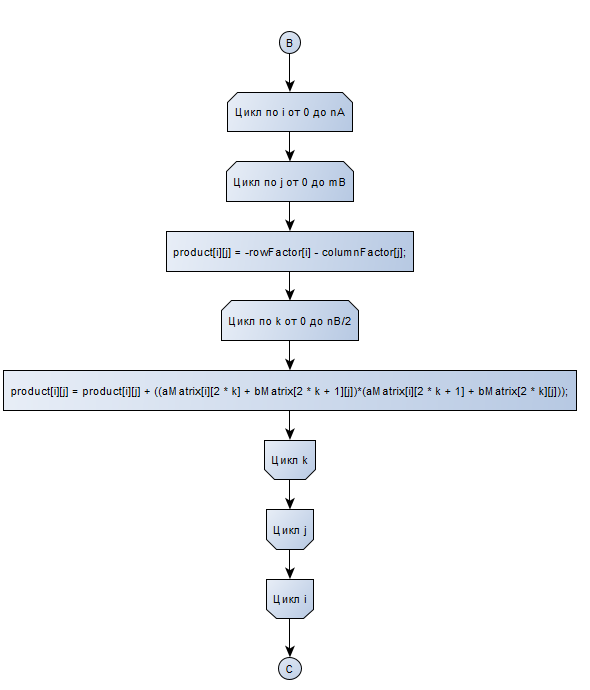 B
Цикл по i от 0 до nA
Цикл по j от 0 до mB
product[i][j] = -rowFactor[i] - columnFactor[j];
Цикл по k от 0 до nB/2
product[i][j] = product[i][j] + ((aMatrix[i][2 * k] + bMatrix[2 * k + 1][j])*(aMatrix[i][2 * k + 1] + bMatrix[2 * k][j]));
Цикл k
Цикл j
Цикл i
C